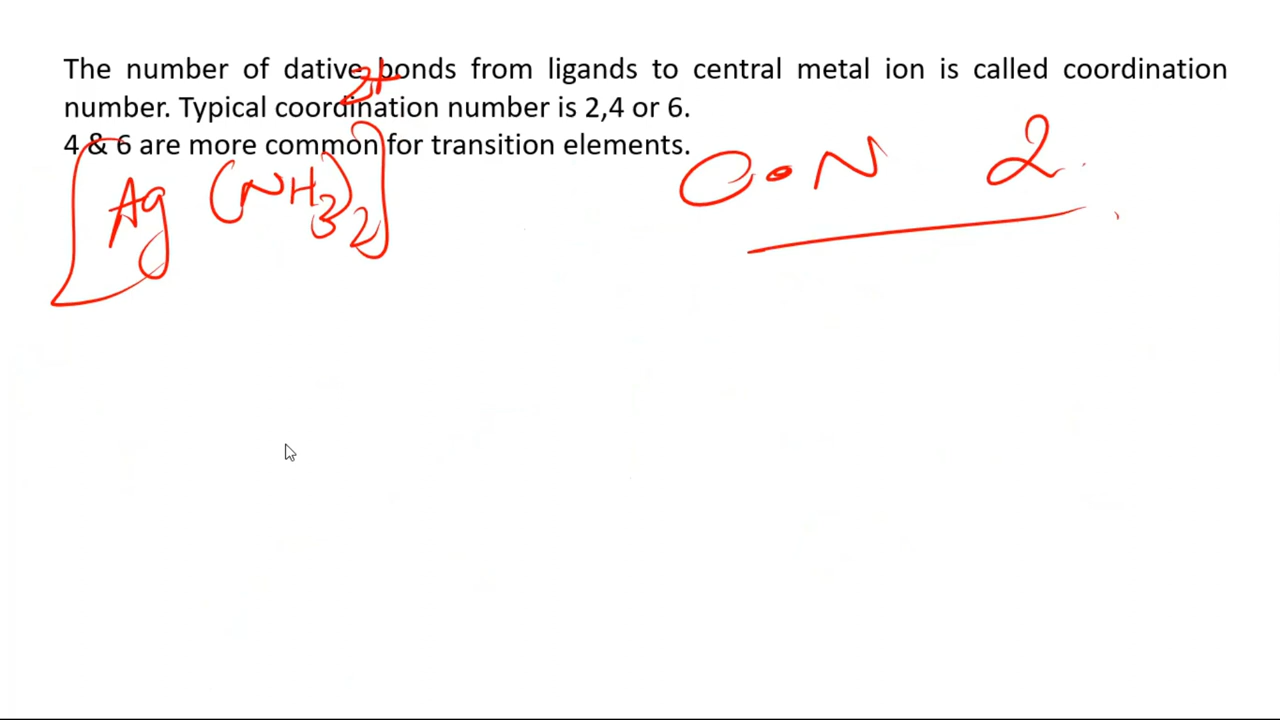 The number of dative bonds from ligands to central metal ion is called coordination
number. Typical coordination number is 2,4 or 6.
4 & 6 are more common for transition elements.
[Ag (NH3)2]2+
C.N 2